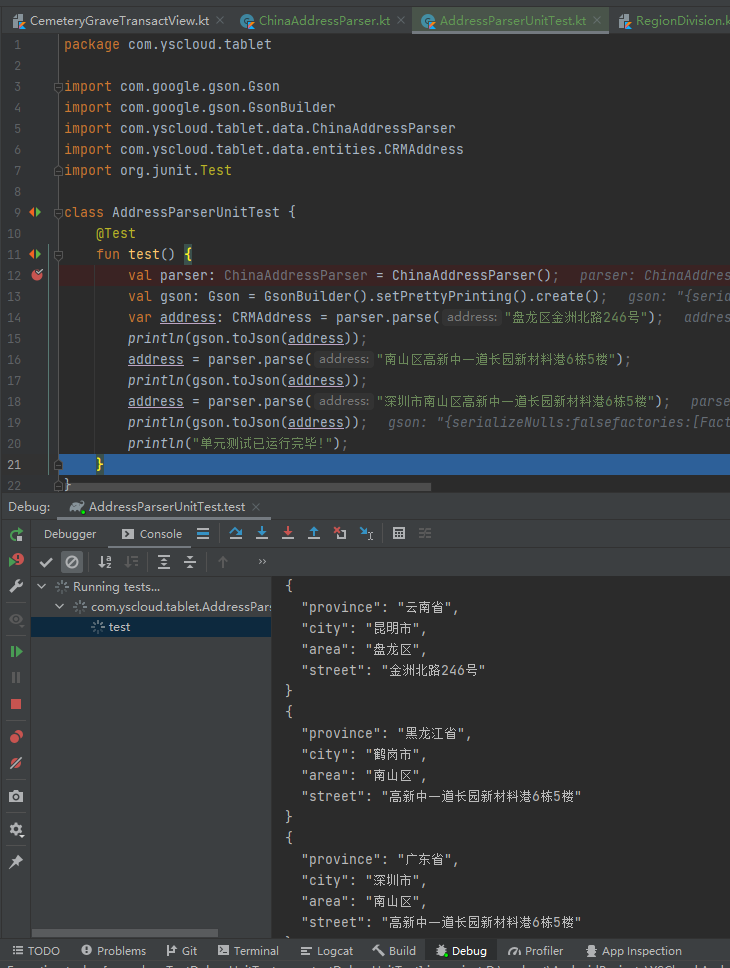 CemeteryGraveTransactView.kt
ChinaAddressParser.kt
AddressParserUnitTest.kt
RegionDivision.k
1 package com.yscloud.tablet
2
3 import com.google.gson.Gson
4 import com.google.gson.GsonBuilder
5 import com.yscloud.tablet.data.ChinaAddressParser
6 import com.yscloud.tablet.data.entities.CRMAddress
7 import org.junit.Test
8
9 class AddressParserUnitTest {
10 @Test
11 fun test() {
12 val parser: ChinaAddressParser = ChinaAddressParser(); parser: ChinaAddres
13 val gson: Gson = GsonBuilder().setPrettyPrinting().create(); gson: "{seria
14 var address: CRMAddress = parser.parse( address: "盘龙区金洲北路246号"); addres
15 println(gson.toJson(address));
16 address = parser.parse( address: "南山区高新中一道长园新材料港6栋5楼");
17 println(gson.toJson(address));
18 address = parser.parse( address: "深圳市南山区高新中一道长园新材料港6栋5楼"); parse
19 println(gson.toJson(address)); gson: "{serializeNulls:falsefactories:[Fact
20 println("单元测试已运行完毕!");
21 }
22 }
Debug: AddressParserUnitTest.test
Debugger Console
Running tests...
com.yscloud.tablet.AddressPars
test
{
"province": "云南省",
"city": "昆明市",
"area": "盘龙区",
"street": "金洲北路246号"
}
{
"province": "黑龙江省",
"city": "鹤岗市",
"area": "南山区",
"street": "高新中一道长园新材料港6栋5楼"
}
{
"province": "广东省",
"city": "深圳市",
"area": "南山区",
"street": "高新中一道长园新材料港6栋5楼"
TODO Problems Git Terminal Logcat Build Debug Profiler App Inspection